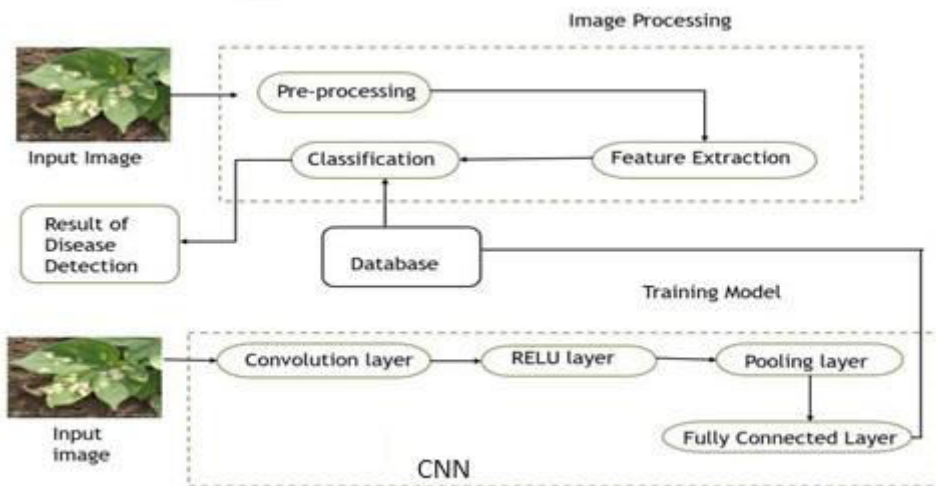 Image Processing
Pre-processing
Input Image
Classification
Feature Extraction
Result of
Disease
Detection
Database
Training Model
Convolution layer
RELU layer
Pooling layer
Input
image
Fully Connected Layer
CNN